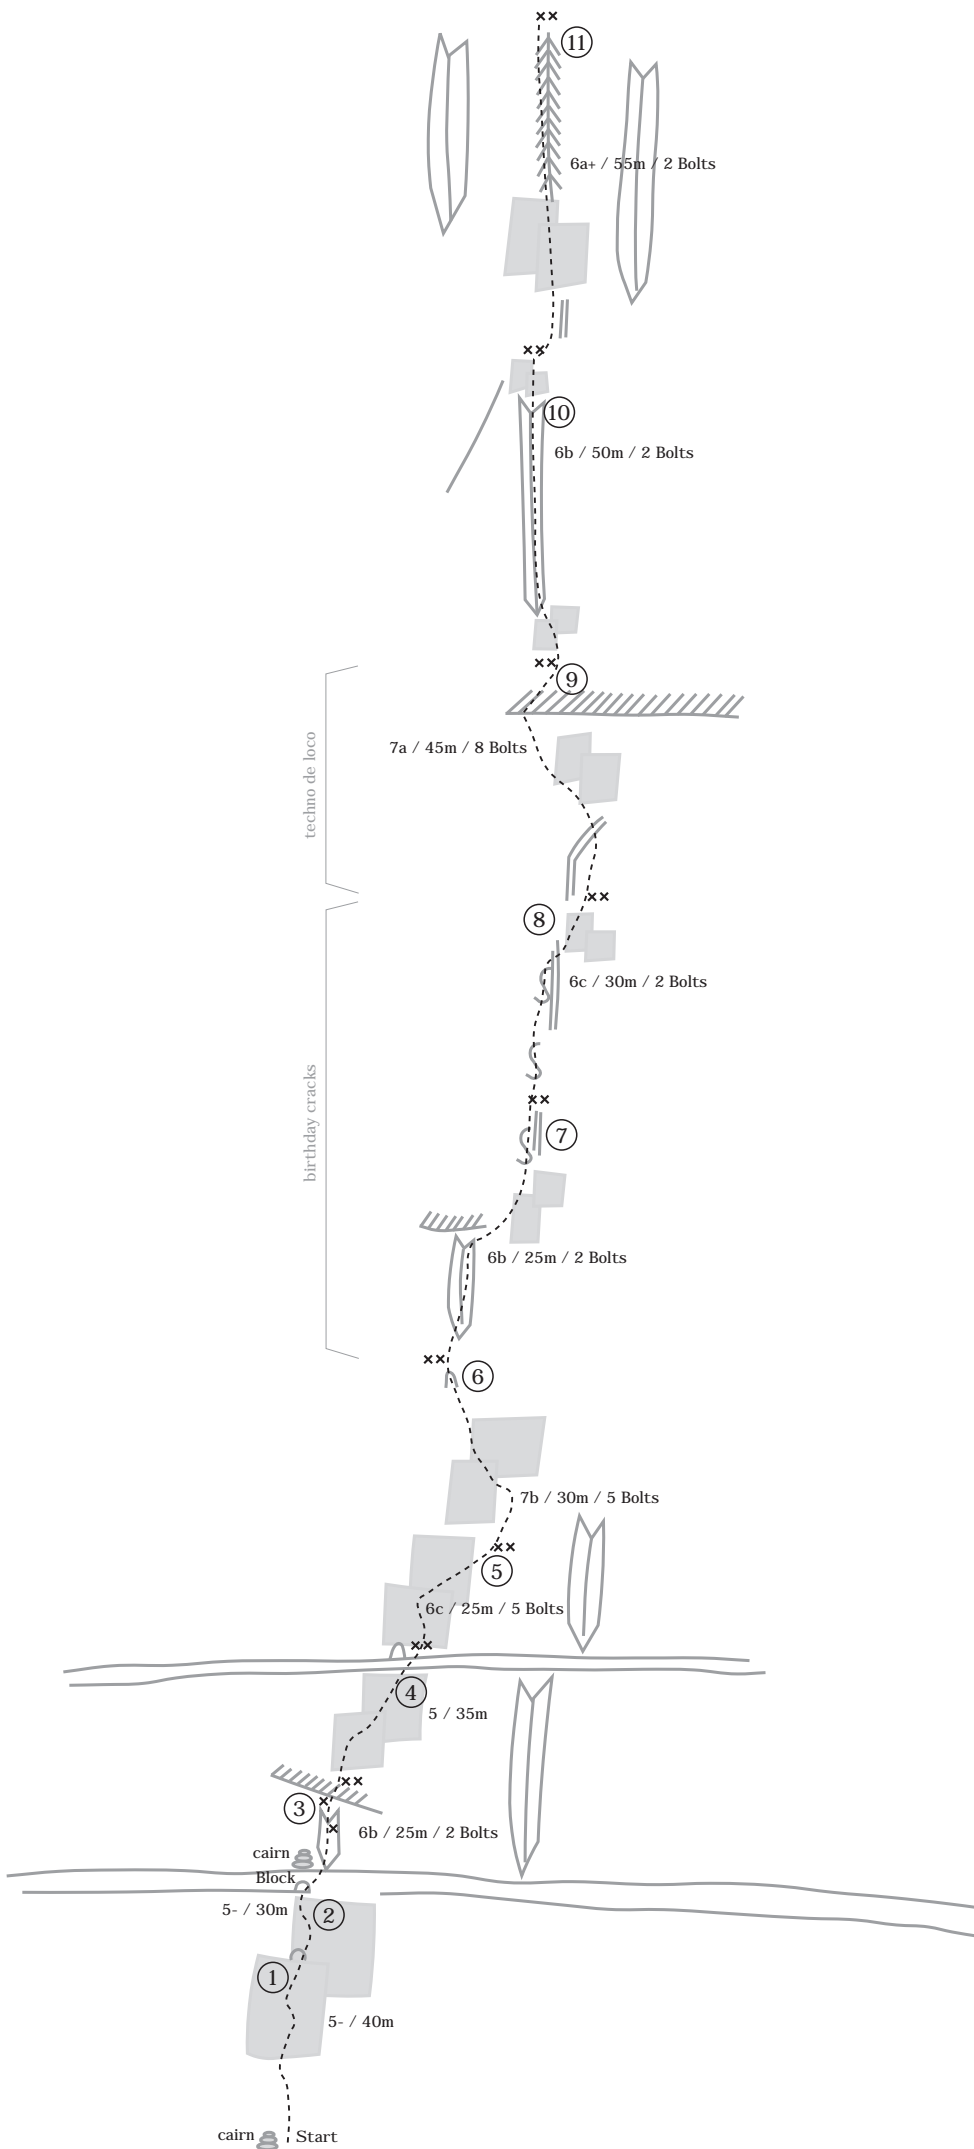 11
6a+ / 55m / 2 Bolts
10
6b / 50m / 2 Bolts
9
7a / 45m / 8 Bolts
techno de loco
8
6c / 30m / 2 Bolts
birthday cracks
7
6b / 25m / 2 Bolts
6
7b / 30m / 5 Bolts
5
6c / 25m / 5 Bolts
4
5 / 35m
3
6b / 25m / 2 Bolts
cairn
Block
5- / 30m
2
1
5- / 40m
cairn
Start